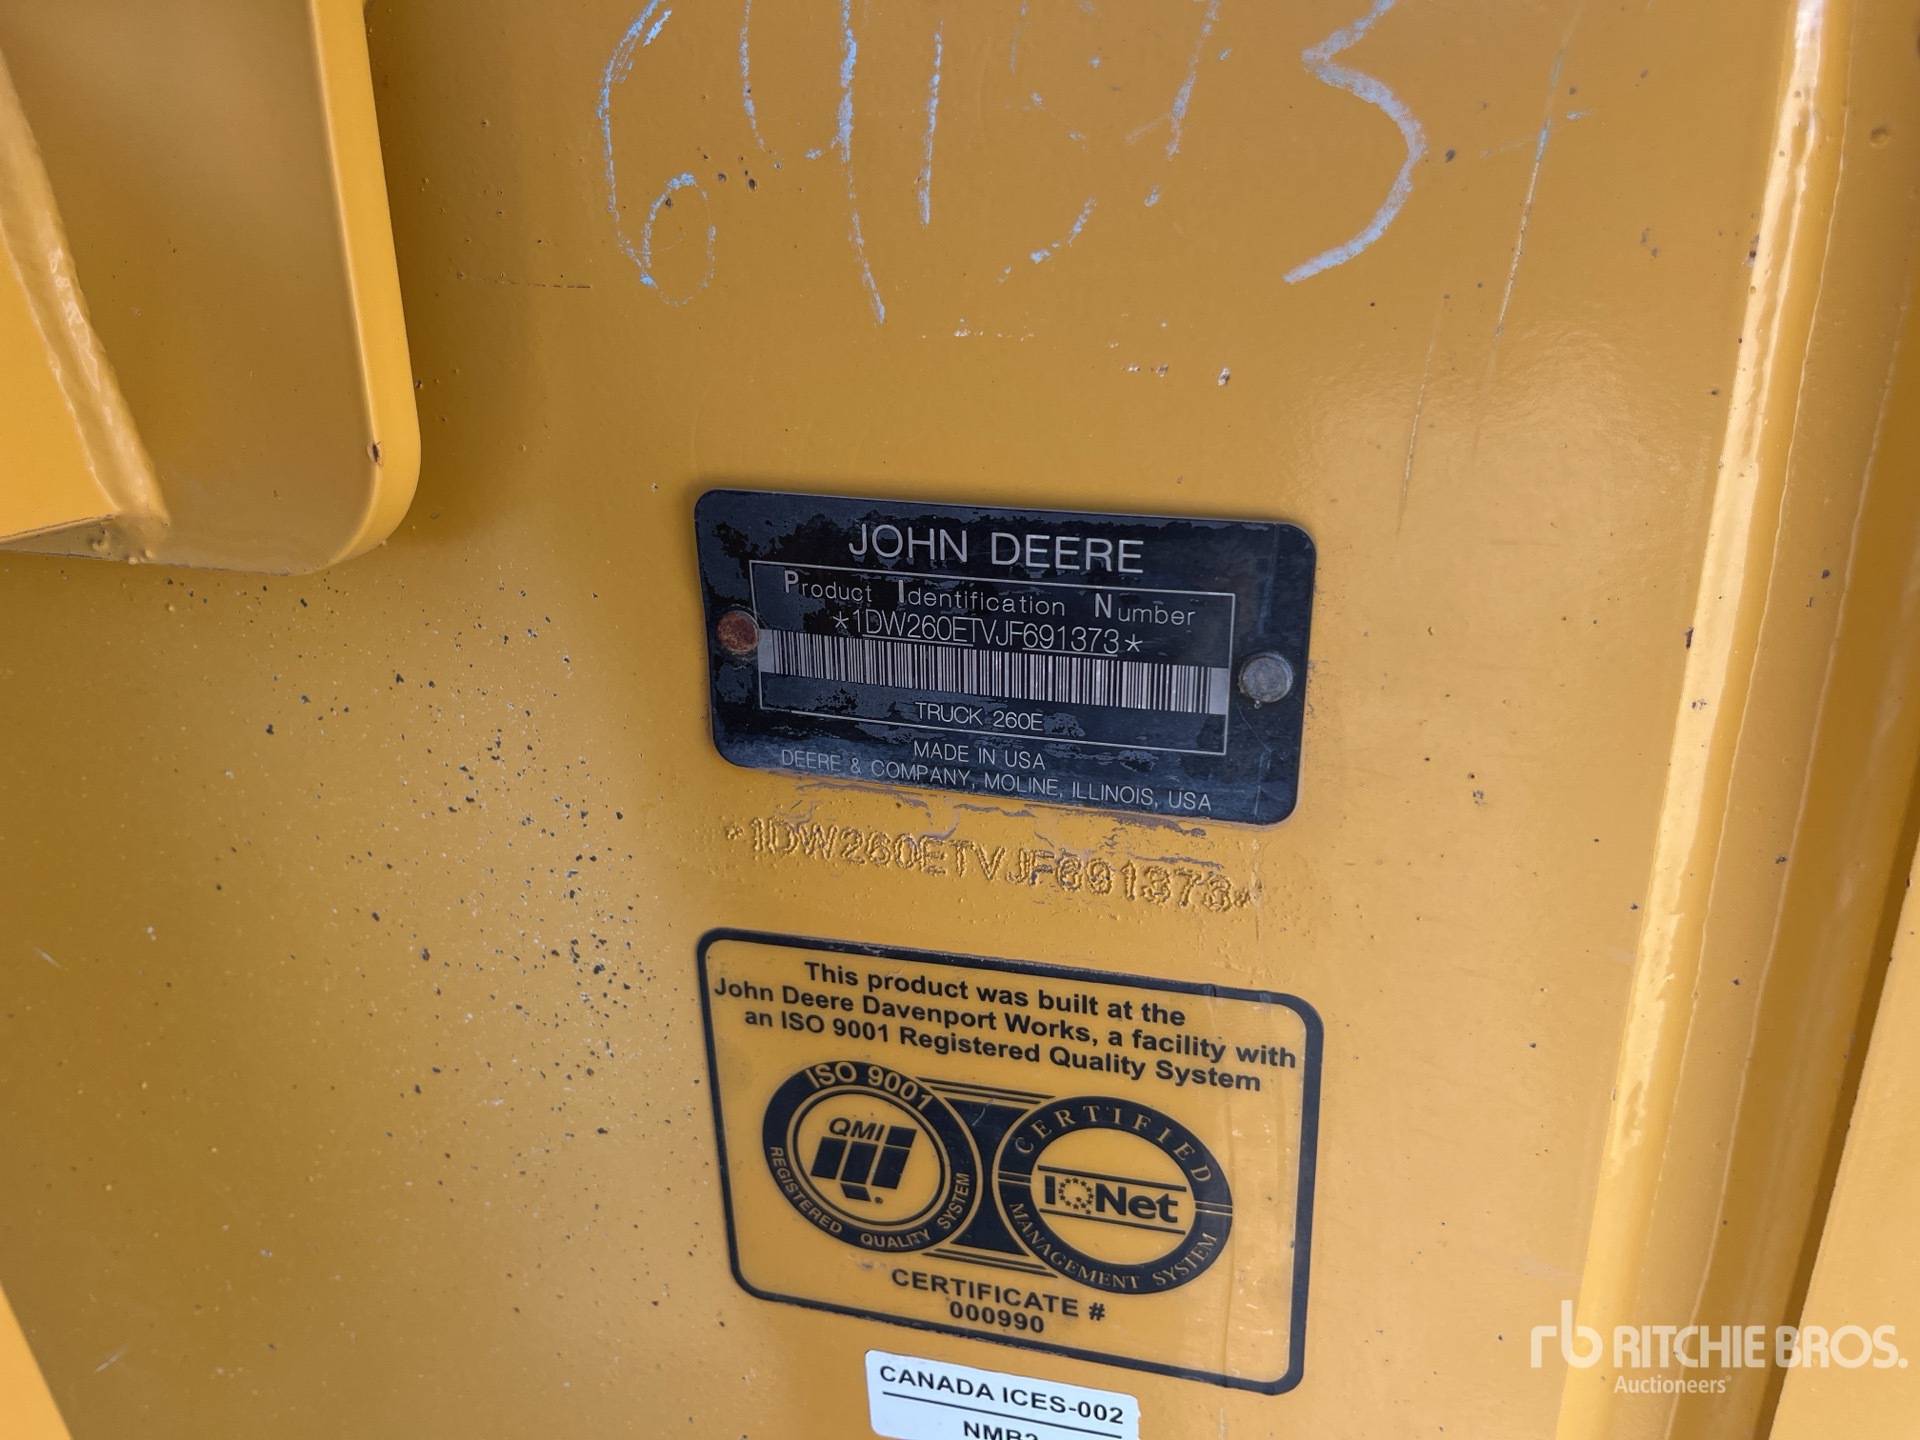 JOHN DEERE
Product Identification Number
*1DW260ETVJF691373*
TRUCK 260E
MADE IN USA
DEERE & COMPANY, MOLINE, ILLINOIS, USA
*1DW260ETVJF691373*
This product was built at the
John Deere Davenport Works, a facility with
an ISO 9001 Registered Quality System
ISO 9001
QMI
REGISTERED QUALITY SYSTEM
CERTIFIED
IQNet
MANAGEMENT SYSTEM
CERTIFICATE #
000990
CANADA ICES-002
rb RITCHIE BROS.
Auctioneers